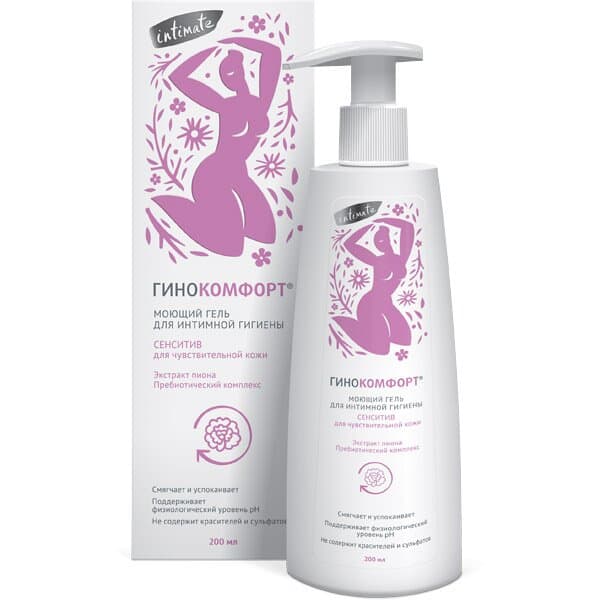 intimate
ГИНОКОМФОРТ®
МОЮЩИЙ ГЕЛЬ
ДЛЯ ИНТИМНОЙ ГИГИЕНЫ
СЕНСИТИВ
для чувствительной кожи
Экстракт пиона
Пребиотический комплекс
Смягчает и успокаивает
Поддерживает
физиологический уровень pH
Не содержит красителей и сульфатов
200 мл
intimate
ГИНОКОМФОРТ®
МОЮЩИЙ ГЕЛЬ
ДЛЯ ИНТИМНОЙ ГИГИЕНЫ
СЕНСИТИВ
для чувствительной кожи
Экстракт пиона
Пребиотический комплекс
Смягчает и успокаивает
Поддерживает физиологический
уровень pH
Не содержит красителей и сульфатов
200 мл